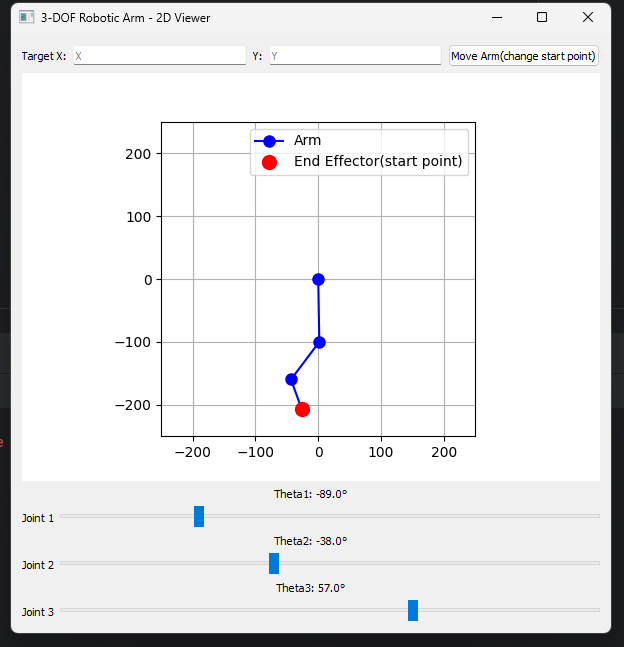 3-DOF Robotic Arm - 2D Viewer
Target X: X Y: Y Move Arm(change start point)
Arm
End Effector(start point)
200
100
0
−100
−200
−200 −100 0 100 200
Theta1: -89.0°
Joint 1
Theta2: -38.0°
Joint 2
Theta3: 57.0°
Joint 3
e